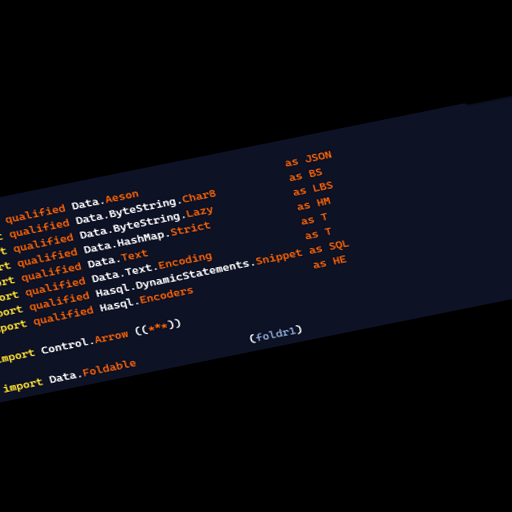 qualified Data.Aeson as JSON
t qualified Data.ByteString.Char8 as BS
rt qualified Data.ByteString.Lazy as LBS
rt qualified Data.HashMap.Strict as HM
ort qualified Data.Text as T
ort qualified Data.Text.Encoding as T
port qualified Hasql.DynamicStatements.Snippet as SQL
port qualified Hasql.Encoders as HE
import Control.Arrow ((***))
import Data.Foldable (foldr1)